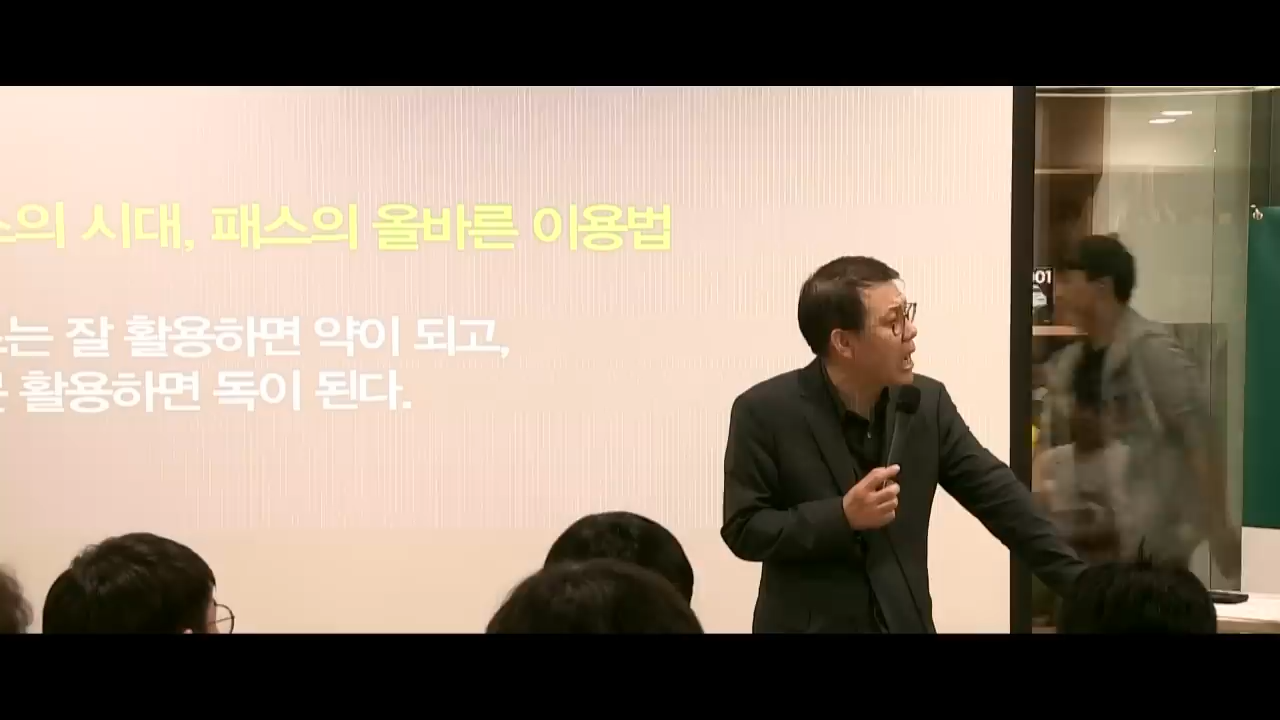 의 시대, 패스의 올바른 이용법
는 잘 활용하면 약이 되고,
활용하면 독이 된다.
01